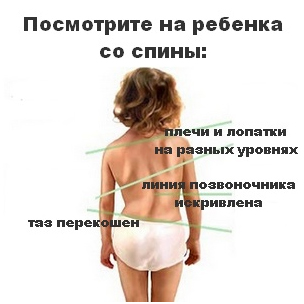 Посмотрите на ребенка
со спины:
плечи и лопатки
на разных уровнях
линия позвоночника
искривлена
таз перекошен